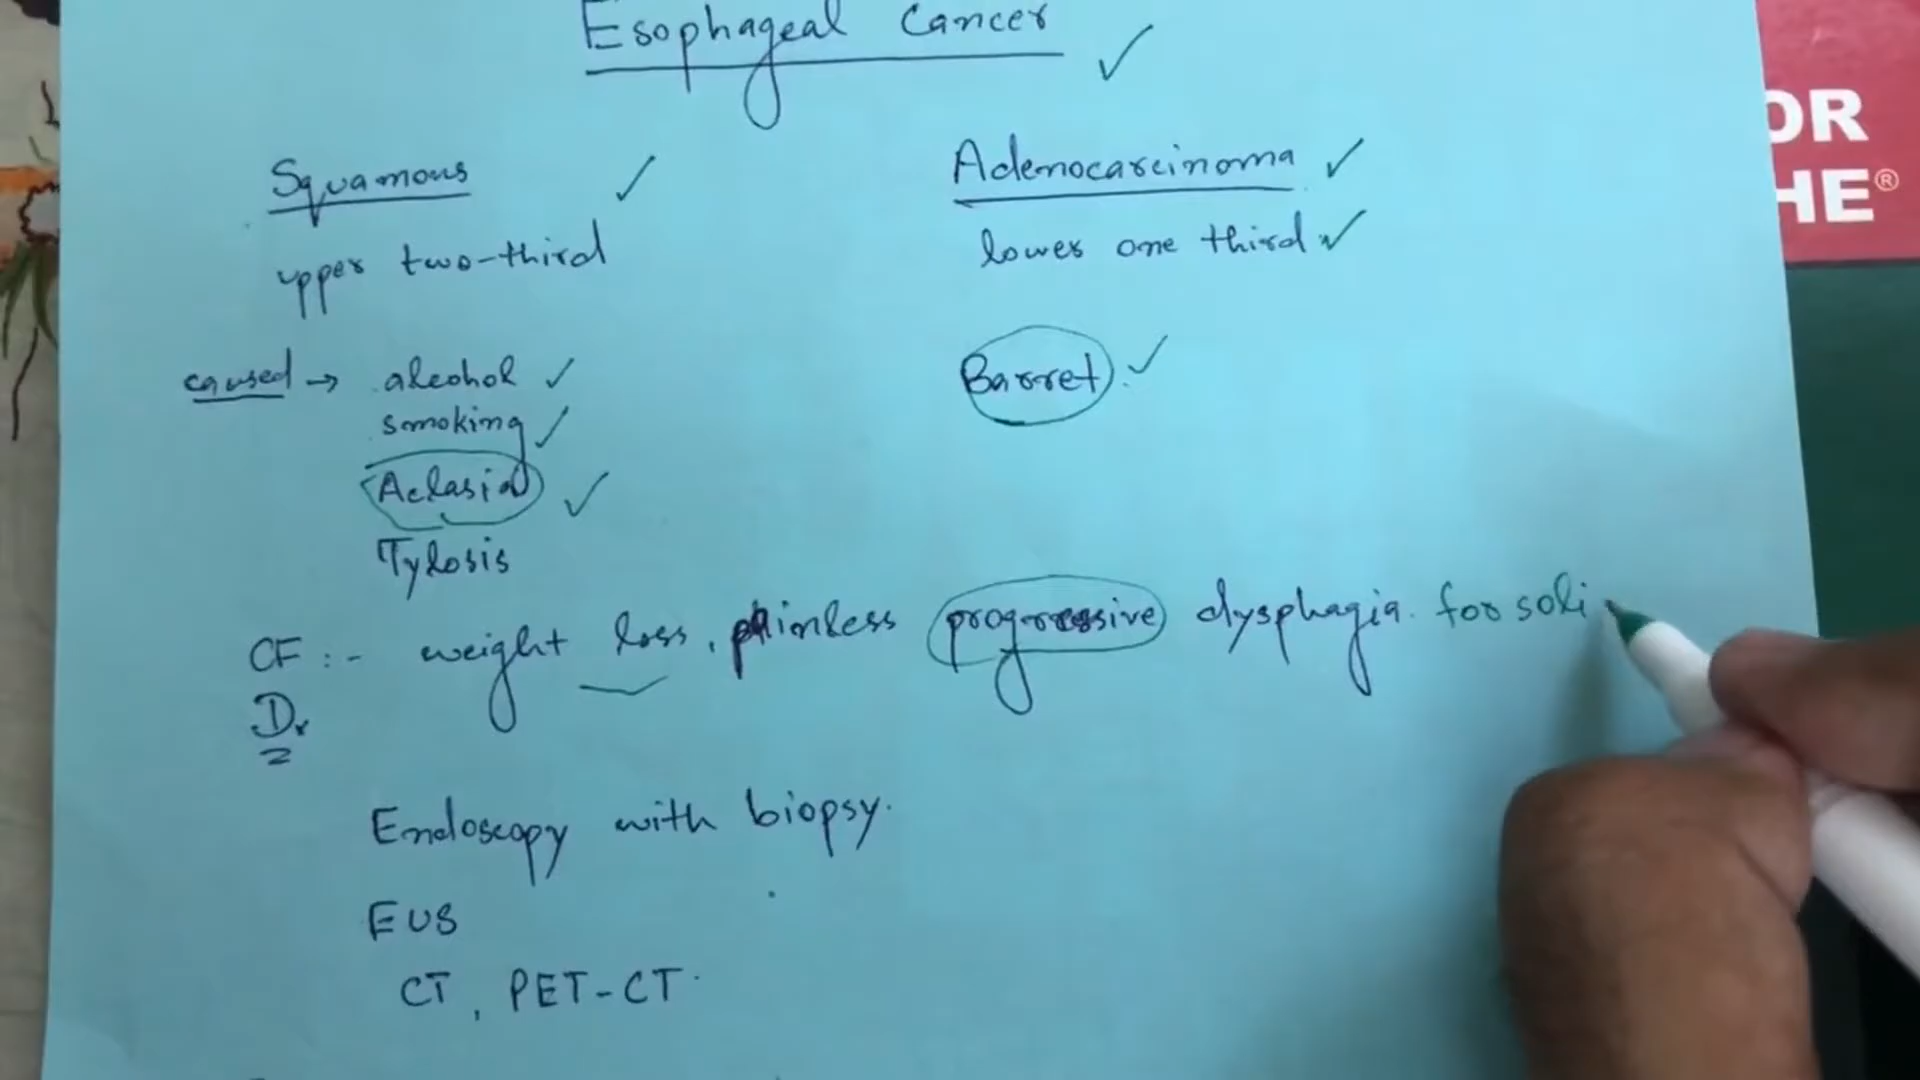 Esophageal Cancer
Squamous
upper two-third
caused → alcohol
smoking
Aclasia
Tylosis
Adenocarcinoma
lower one third
Barret
CF :- weight loss, painless progressive dysphagia. for soli
Dx
Endoscopy with biopsy.
EUS
CT, PET-CT.
OR
HE®